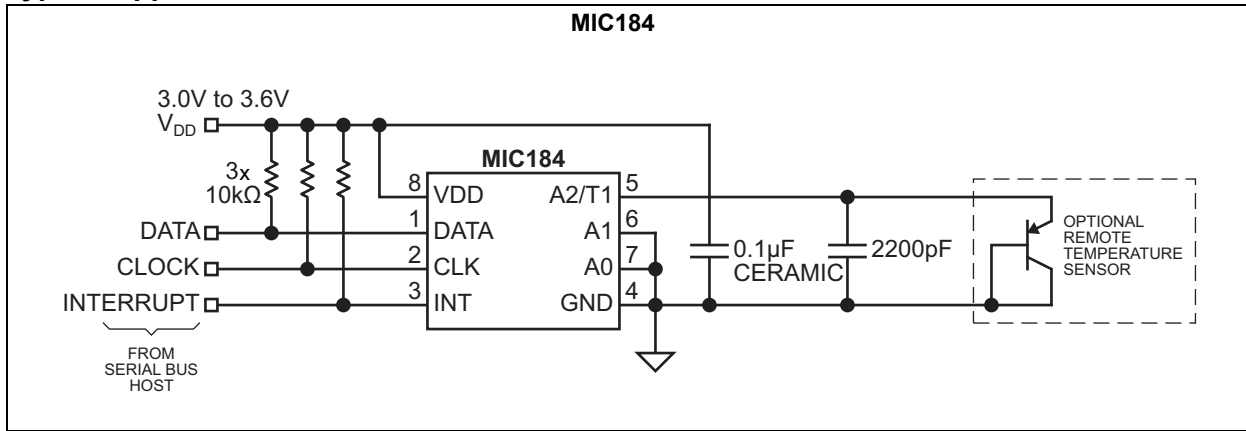 MIC184
3.0V to 3.6V
VDD
3x
10kΩ
MIC184
8 VDD
A2/T1 5
DATA
1 DATA
A1 6
CLOCK
2 CLK
A0 7
INTERRUPT
3 INT
GND 4
0.1µF
CERAMIC
2200pF
OPTIONAL
REMOTE
TEMPERATURE
SENSOR
FROM
SERIAL BUS
HOST